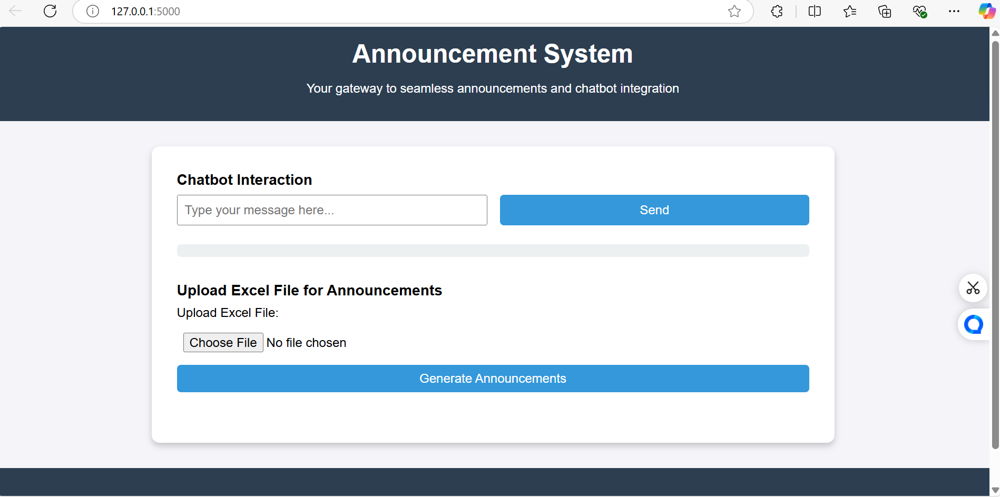 127.0.0.1:5000
Announcement System
Your gateway to seamless announcements and chatbot integration
Chatbot Interaction
Type your message here...
Send
Upload Excel File for Announcements
Upload Excel File:
Choose File No file chosen
Generate Announcements